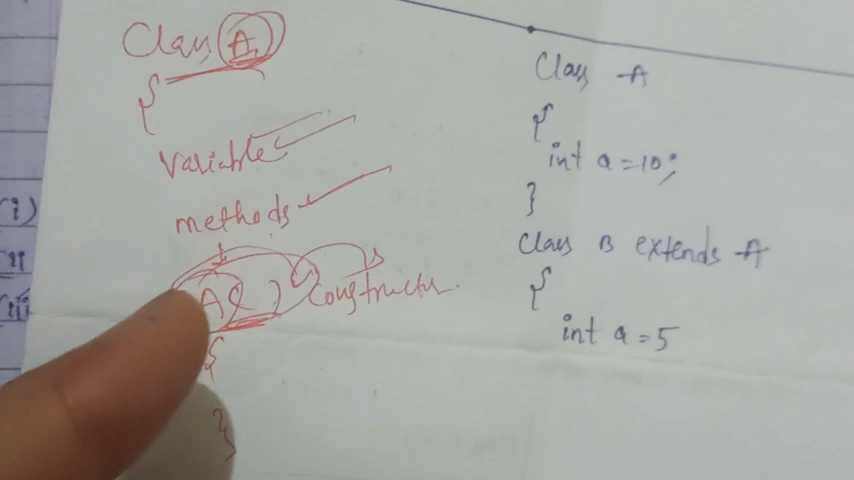 Class A
{
Variable
methods
A( ) Constructor
{
}
Class A
{
int a=10;
}
Class B extends A
{
int a=5
(i)